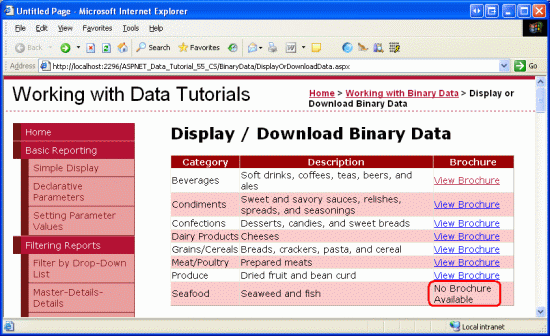 Untitled Page - Microsoft Internet Explorer
File Edit View Favorites Tools Help
Back Search Favorites
Address http://localhost:2296/ASPNET_Data_Tutorial_55_CS/BinaryData/DisplayOrDownloadData.aspx Go
Working with Data Tutorials
Home > Working with Binary Data > Display or
Download Binary Data
Home
Basic Reporting
Simple Display
Declarative
Parameters
Setting Parameter
Values
Filtering Reports
Filter by Drop-Down
List
Master-Details-
Details
Display / Download Binary Data
Category Description Brochure
Beverages Soft drinks, coffees, teas, beers, and
ales View Brochure
Condiments Sweet and savory sauces, relishes,
spreads, and seasonings View Brochure
Confections Desserts, candies, and sweet breads View Brochure
Dairy Products Cheeses View Brochure
Grains/Cereals Breads, crackers, pasta, and cereal View Brochure
Meat/Poultry Prepared meats View Brochure
Produce Dried fruit and bean curd View Brochure
Seafood Seaweed and fish No Brochure
Available
Local intranet